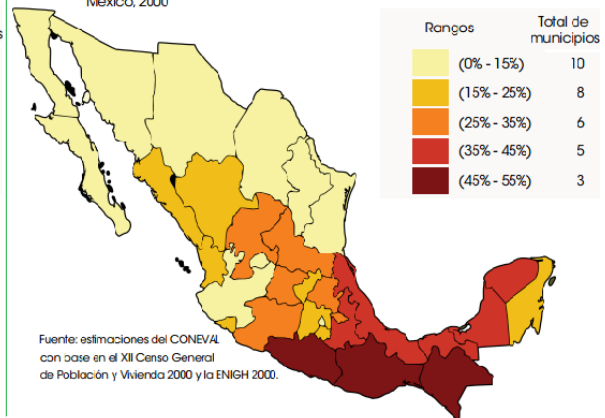 México, 2000
s
Rangos
Total de
municipios
(0% - 15%) 10
(15% - 25%) 8
(25% - 35%) 6
(35% - 45%) 5
(45% - 55%) 3
Fuente: estimaciones del CONEVAL
con base en el XII Censo General
de Población y Vivienda 2000 y la ENIGH 2000.